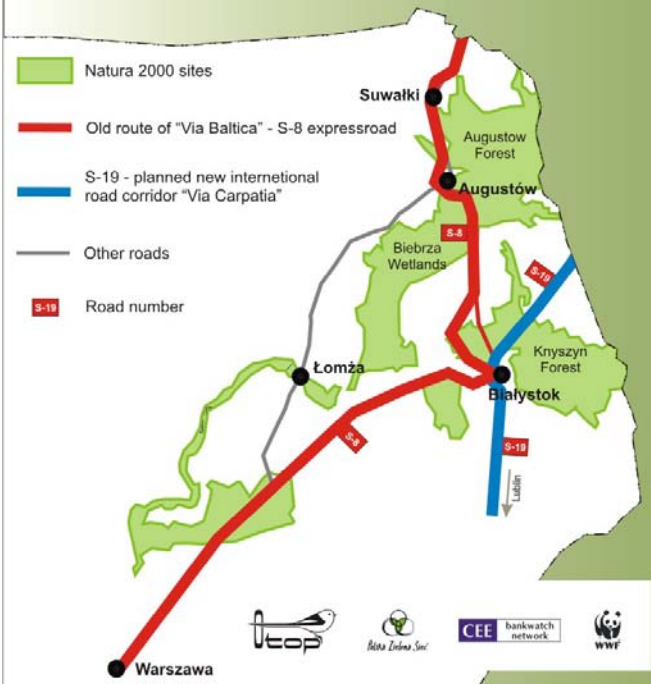 Natura 2000 sites
Old route of "Via Baltica" - S-8 expressroad
S-19 - planned new internetional
road corridor "Via Carpatia"
Other roads
S-19
Road number
Suwałki
Augustow
Forest
Augustów
S-8
Biebrza
Wetlands
S-19
Knyszyn
Forest
Łomża
Białystok
S-8
S-19
Lublin
Warszawa
otop
Polska Zielona Sieć
CEE bankwatch
network
WWF